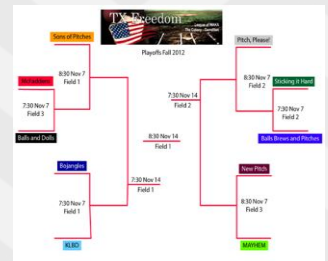 TX Freedom
Playoffs Fall 2012
Sons of Pitches
8:30 Nov 7
Field 1
7:30 Nov 7
Field 3
Balls and Dolls
Pitch, Please!
8:30 Nov 7
Field 2
Sticking it Hard
7:30 Nov 7
Field 2
Balls Brews and Pitches
7:30 Nov 14
Field 2
8:30 Nov 14
Field 1
7:30 Nov 14
Field 1
Bojangles
7:30 Nov 7
Field 1
KLBD
New Pitch
8:30 Nov 7
Field 3
MAYHEM